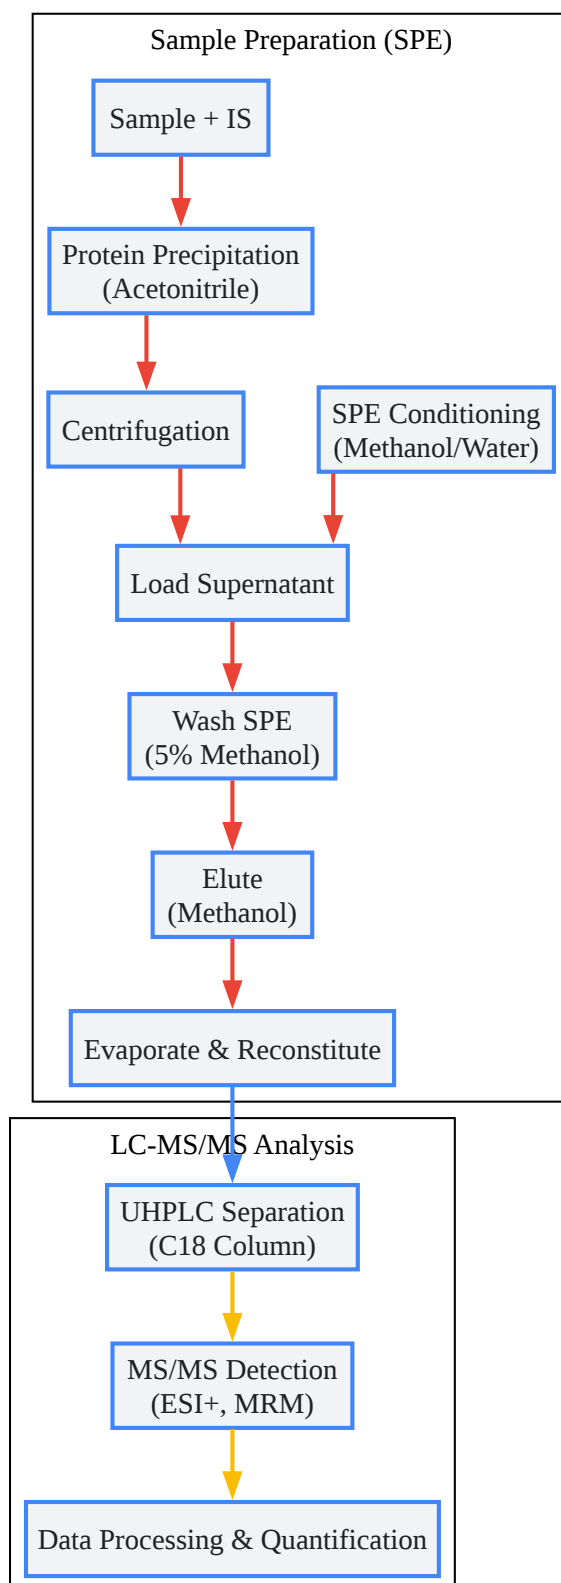 Sample Preparation (SPE)
Sample + IS
Protein Precipitation
(Acetonitrile)
Centrifugation
SPE Conditioning
(Methanol/Water)
Load Supernatant
Wash SPE
(5% Methanol)
Elute
(Methanol)
Evaporate & Reconstitute
LC-MS/MS Analysis
UHPLC Separation
(C18 Column)
MS/MS Detection
(ESI+, MRM)
Data Processing & Quantification